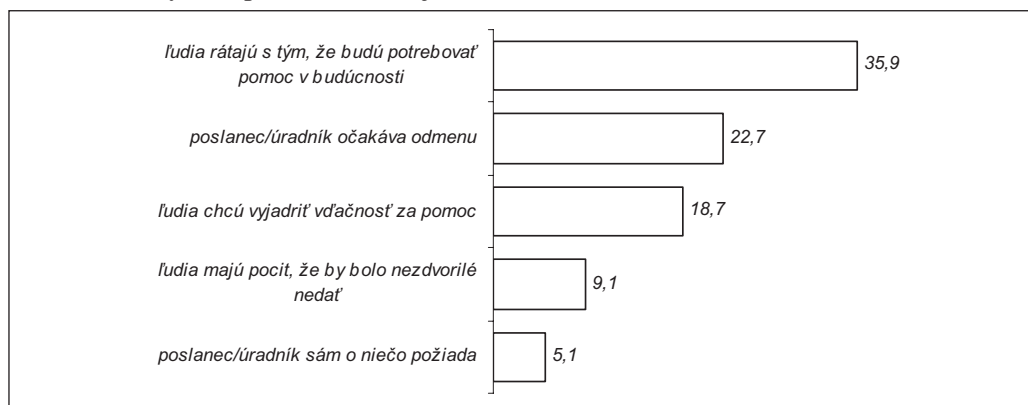 ľudia rátajú s tým, že budú potrebovať
pomoc v budúcnosti
35,9
poslanec/úradník očakáva odmenu
22,7
ľudia chcú vyjadriť vďačnosť za pomoc
18,7
ľudia majú pocit, že by bolo nezdvorilé
nedať
9,1
poslanec/úradník sám o niečo požiada
5,1